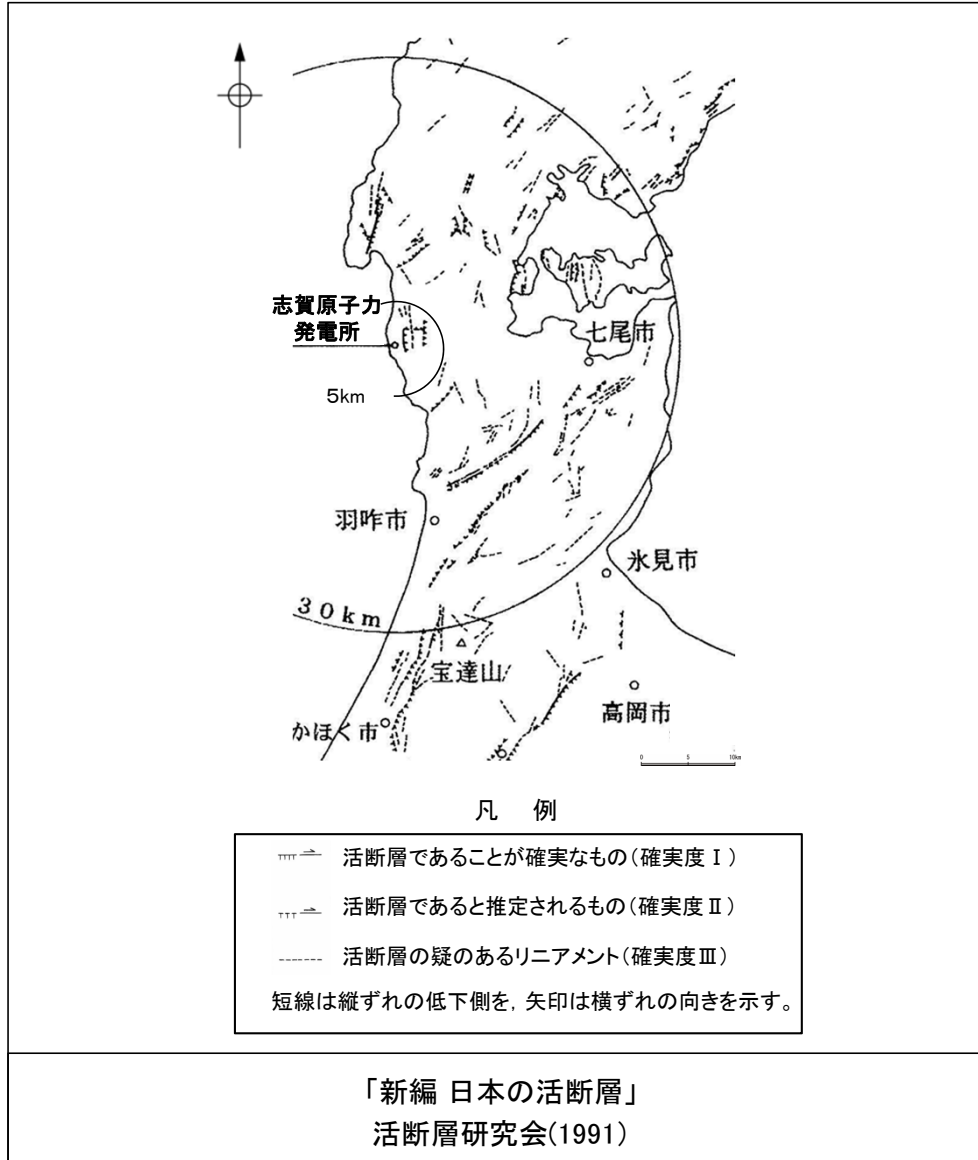 志賀原子力
発電所
七尾市
5km
羽咋市
氷見市
30km
宝達山
高岡市
かほく市
0 5 10km
凡 例
活断層であることが確実なもの(確実度Ⅰ)
活断層であると推定されるもの(確実度Ⅱ)
活断層の疑のあるリニアメント(確実度Ⅲ)
短線は縦ずれの低下側を, 矢印は横ずれの向きを示す。
「新編 日本の活断層」
活断層研究会(1991)